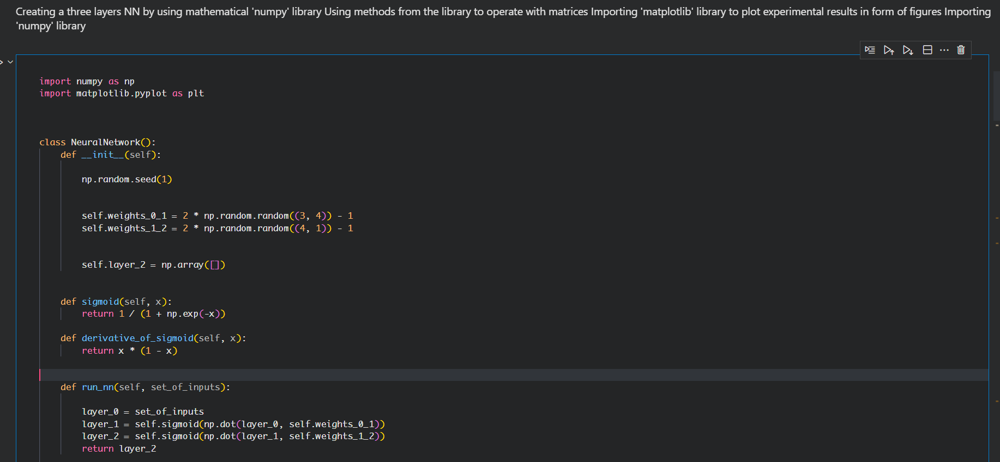 Creating a three layers NN by using mathematical 'numpy' library Using methods from the library to operate with matrices Importing 'matplotlib' library to plot experimental results in form of figures Importing
'numpy' library
import numpy as np
import matplotlib.pyplot as plt
class NeuralNetwork():
    def __init__(self):
        np.random.seed(1)
        self.weights_0_1 = 2 * np.random.random((3, 4)) - 1
        self.weights_1_2 = 2 * np.random.random((4, 1)) - 1
        self.layer_2 = np.array([])
    def sigmoid(self, x):
        return 1 / (1 + np.exp(-x))
    def derivative_of_sigmoid(self, x):
        return x * (1 - x)
    def run_nn(self, set_of_inputs):
        layer_0 = set_of_inputs
        layer_1 = self.sigmoid(np.dot(layer_0, self.weights_0_1))
        layer_2 = self.sigmoid(np.dot(layer_1, self.weights_1_2))
        return layer_2